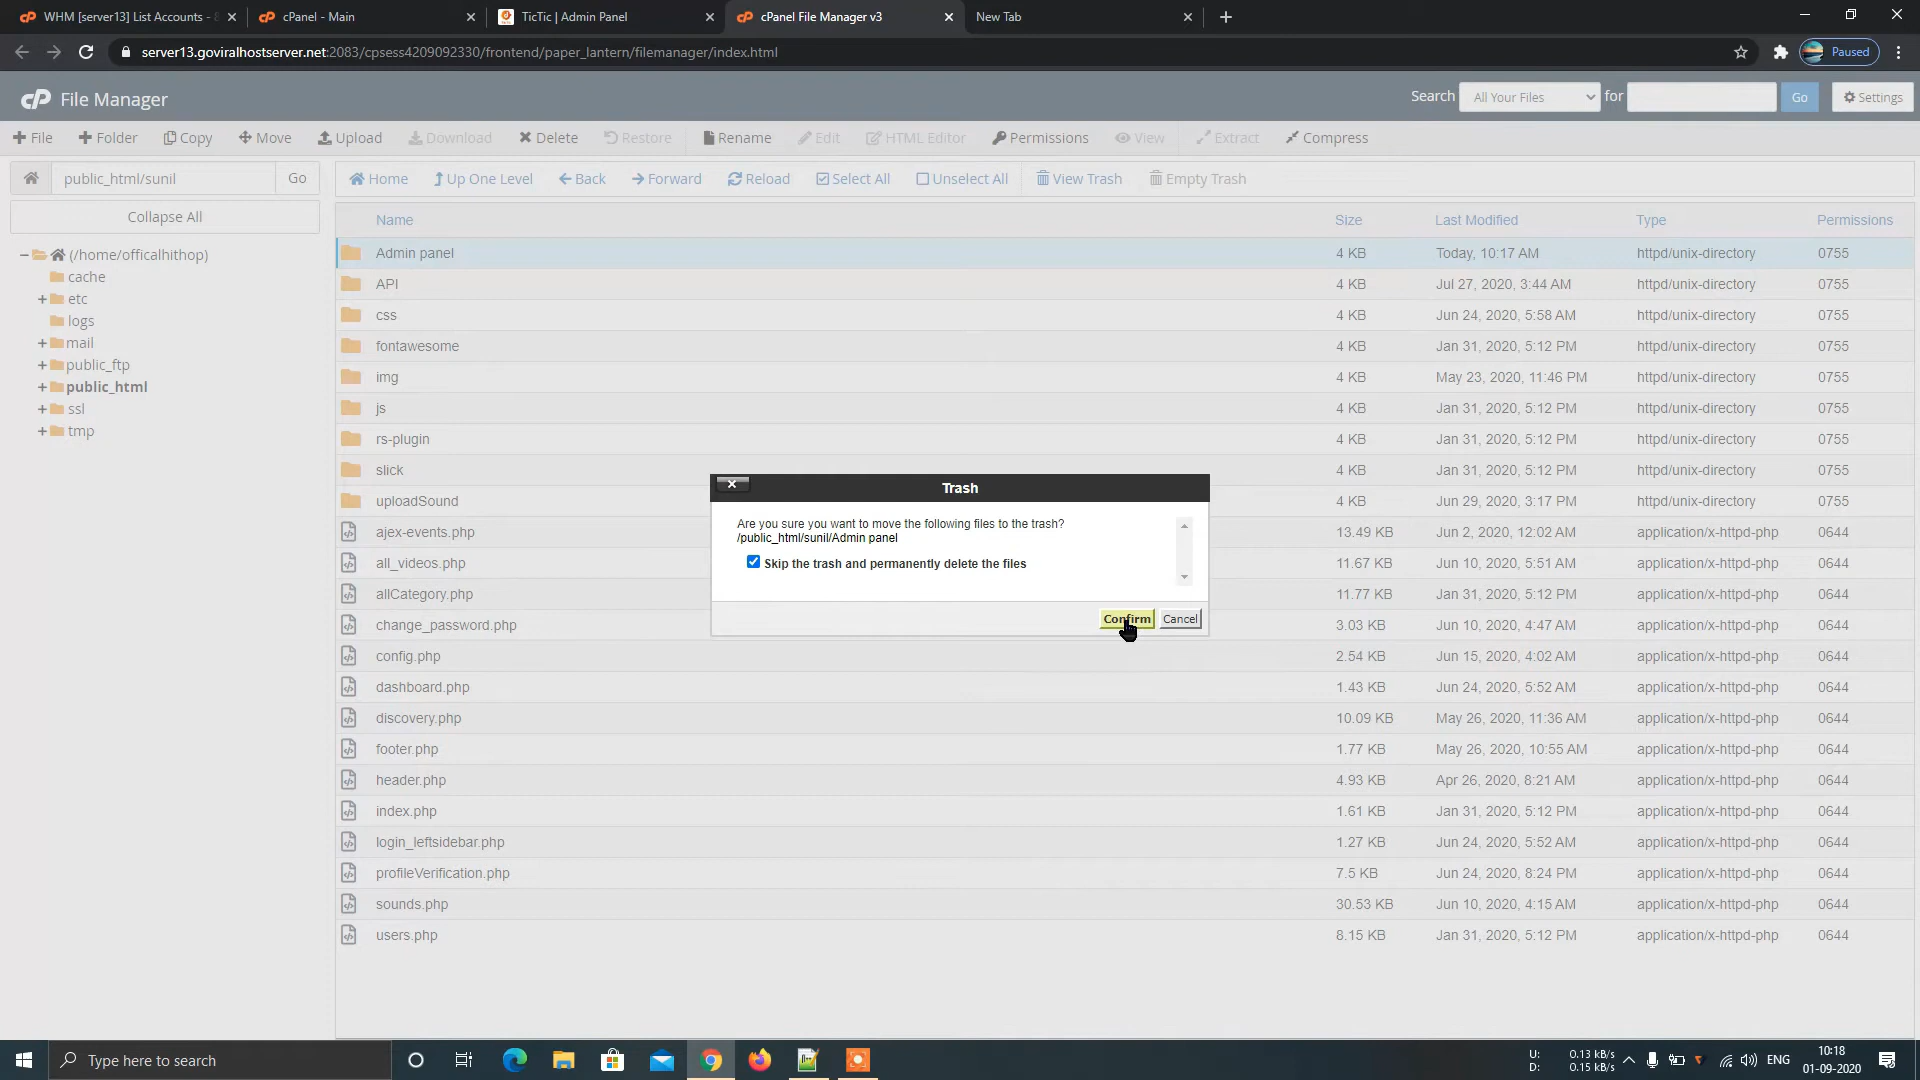 WHM [server13] List Accounts -
cPanel - Main
TicTic | Admin Panel
cPanel File Manager v3
New Tab
server13.goviralhostserver.net:2083/cpsess4209092330/frontend/paper_lantern/filemanager/index.html
Paused
cP File Manager
Search All Your Files for Go Settings
File Folder Copy Move Upload Download Delete Restore Rename Edit HTML Editor Permissions View Extract Compress
public_html/sunil Go
Home Up One Level Back Forward Reload Select All Unselect All View Trash Empty Trash
Collapse All
(/home/officalhithop)
cache
etc
logs
mail
public_ftp
public_html
ssl
tmp
Name Size Last Modified Type Permissions
Admin panel 4 KB Today, 10:17 AM httpd/unix-directory 0755
API 4 KB Jul 27, 2020, 3:44 AM httpd/unix-directory 0755
css 4 KB Jun 24, 2020, 5:58 AM httpd/unix-directory 0755
fontawesome 4 KB Jan 31, 2020, 5:12 PM httpd/unix-directory 0755
img 4 KB May 23, 2020, 11:46 PM httpd/unix-directory 0755
js 4 KB Jan 31, 2020, 5:12 PM httpd/unix-directory 0755
rs-plugin 4 KB Jan 31, 2020, 5:12 PM httpd/unix-directory 0755
slick 4 KB Jan 31, 2020, 5:12 PM httpd/unix-directory 0755
uploadSound 4 KB Jun 29, 2020, 3:17 PM httpd/unix-directory 0755
ajex-events.php 13.49 KB Jun 2, 2020, 12:02 AM application/x-httpd-php 0644
all_videos.php 11.67 KB Jun 10, 2020, 5:51 AM application/x-httpd-php 0644
allCategory.php 11.77 KB Jan 31, 2020, 5:12 PM application/x-httpd-php 0644
change_password.php 3.03 KB Jun 10, 2020, 4:47 AM application/x-httpd-php 0644
config.php 2.54 KB Jun 15, 2020, 4:02 AM application/x-httpd-php 0644
dashboard.php 1.43 KB Jun 24, 2020, 5:52 AM application/x-httpd-php 0644
discovery.php 10.09 KB May 26, 2020, 11:36 AM application/x-httpd-php 0644
footer.php 1.77 KB May 26, 2020, 10:55 AM application/x-httpd-php 0644
header.php 4.93 KB Apr 26, 2020, 8:21 AM application/x-httpd-php 0644
index.php 1.61 KB Jan 31, 2020, 5:12 PM application/x-httpd-php 0644
login_leftsidebar.php 1.27 KB Jun 24, 2020, 5:52 AM application/x-httpd-php 0644
profileVerification.php 7.5 KB Jun 24, 2020, 8:24 PM application/x-httpd-php 0644
sounds.php 30.53 KB Jun 10, 2020, 4:15 AM application/x-httpd-php 0644
users.php 8.15 KB Jan 31, 2020, 5:12 PM application/x-httpd-php 0644
Trash
Are you sure you want to move the following files to the trash?
/public_html/sunil/Admin panel
Skip the trash and permanently delete the files
Confirm Cancel
Type here to search
U: 0.13 kB/s
D: 0.15 kB/s
ENG
10:18
01-09-2020